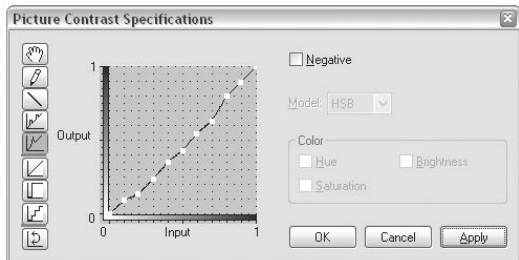 Picture Contrast Specifications
Negative
Model: HSB
Color
Hue
Brightness
Saturation
1
Output
0
0
Input
1
OK
Cancel
Apply